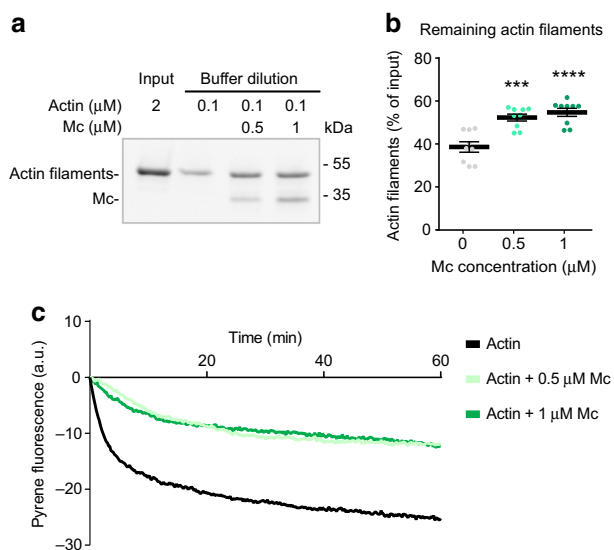 a
Input
Buffer dilution
Actin (μM)
2
0.1
0.1
0.1
Mc (μM)
0.5
1
kDa
Actin filaments-
- 55
Mc-
- 35
b
Remaining actin filaments
Actin filaments (% of input)
80
60
40
20
0
***
****
0
0.5
1
Mc concentration (μM)
c
Time (min)
Pyrene fluorescence (a.u.)
10
0
–10
–20
–30
20
40
60
Actin
Actin + 0.5 μM Mc
Actin + 1 μM Mc